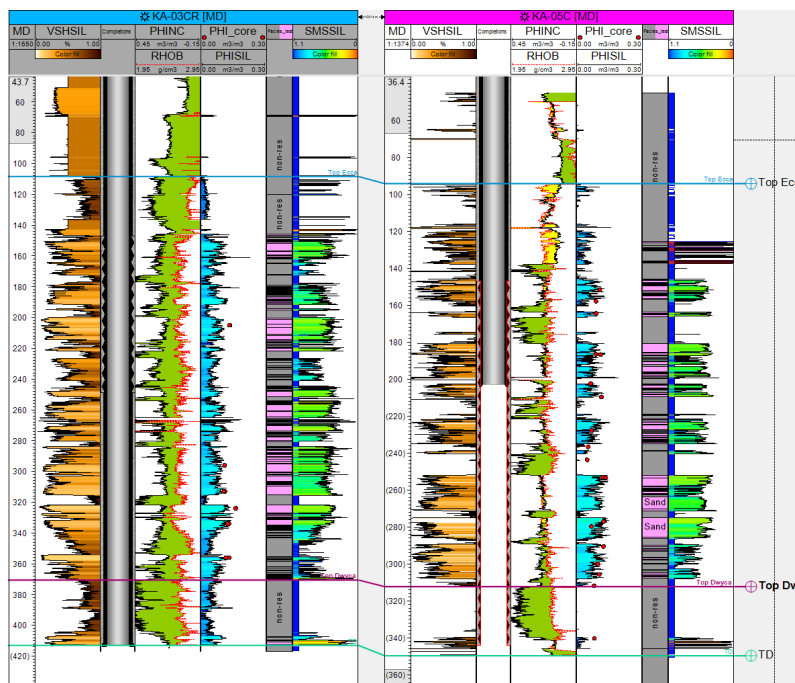 KA-03CR [MD]
KA-05C [MD]
MD VSHSIL Completions PHINC PHI_core SMSSIL
1:1650 0.00 % 1.00 0.45 m3/m3 -0.15 0.00 m3/m3 0.30 1.1 0
Color fill RHOB PHISIL Color fill
1.95 g/cm3 2.95 0.00 m3/m3 0.30
MD VSHSIL Completions PHINC PHI_core SMSSIL
1:1374 0.00 % 1.00 0.45 m3/m3 -0.15 0.00 m3/m3 0.30 1.1 0
Color fill RHOB PHISIL Color fill
1.95 g/cm3 2.95 0.00 m3/m3 0.30
43.7
60
80
100
120
140
160
180
200
220
240
260
280
300
320
340
360
380
400
(420)
non-res
Top Ecca
non-res
Top Dwyca
non-res
36.4
60
80
100
120
140
160
180
200
(220)
(240)
(260)
(280)
(300)
(320)
(340)
(360)
non-res
Top Ecca
Sand
Sand
Top Dwyca
non-res
TD
Top Ec
Top Dw
TD